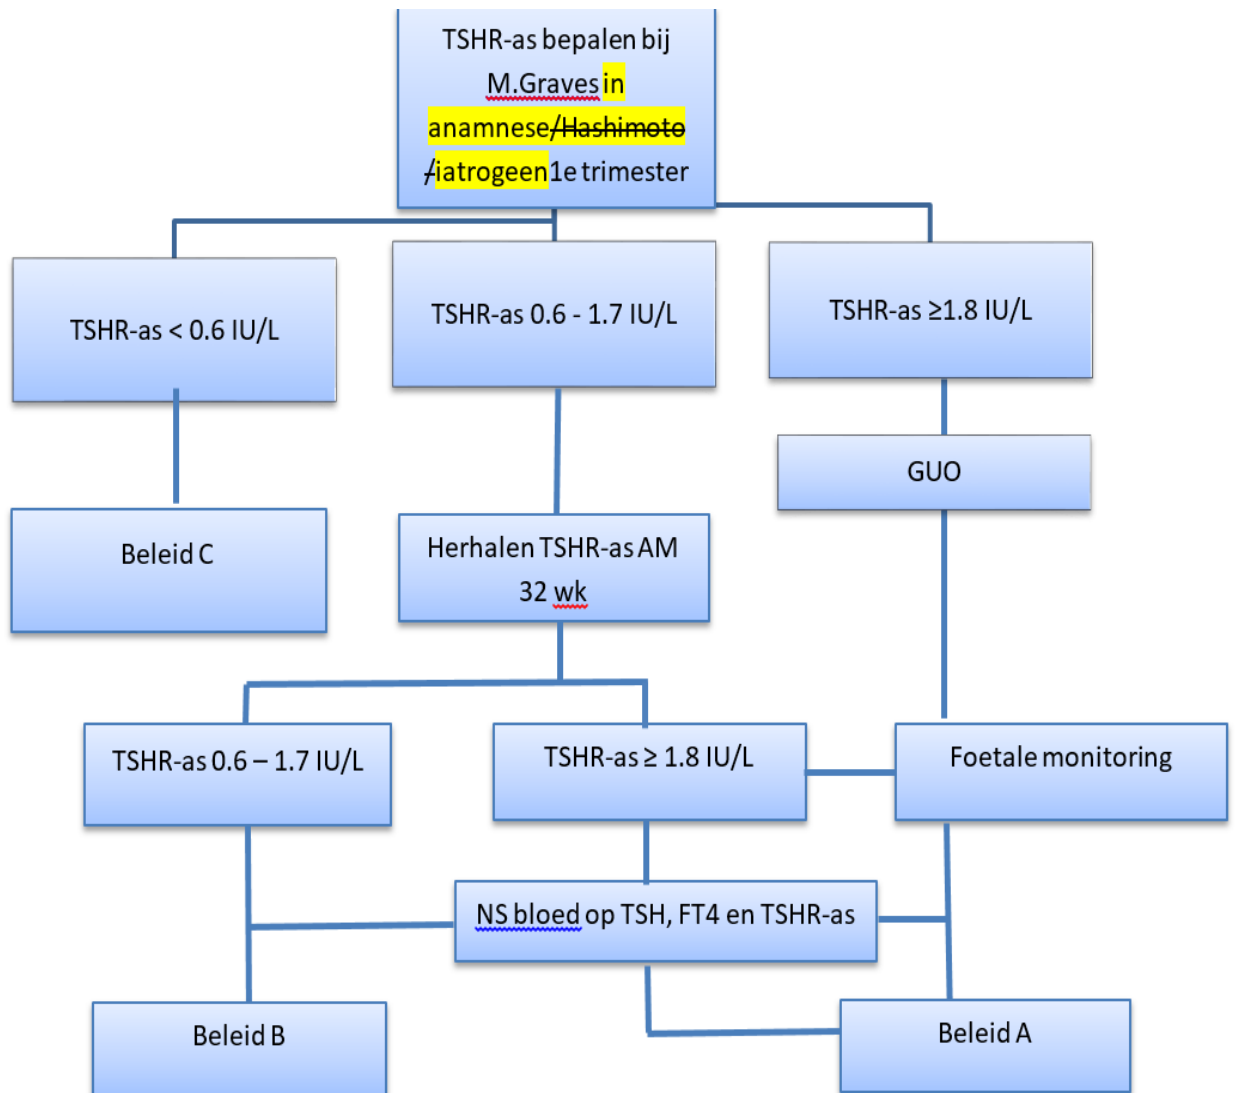 TSHR-as bepalen bij
M.Graves in
anamnese/Hashimoto
/iatrogeen1e trimester
TSHR-as < 0.6 IU/L
TSHR-as 0.6 - 1.7 IU/L
TSHR-as ≥1.8 IU/L
GUO
Beleid C
Herhalen TSHR-as AM
32 wk
TSHR-as 0.6 – 1.7 IU/L
TSHR-as ≥ 1.8 IU/L
Foetale monitoring
NS bloed op TSH, FT4 en TSHR-as
Beleid B
Beleid A